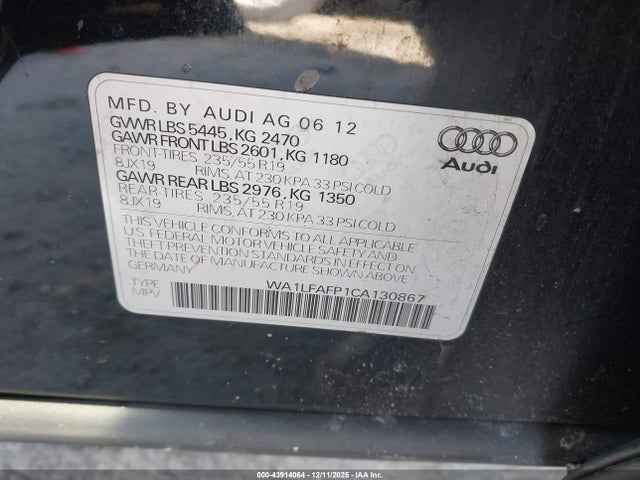 MFD. BY AUDI AG 06 12
GVWR LBS 5445, KG 2470
GAWR FRONT LBS 2601, KG 1180
FRONT-TIRES 235/55 R19
8JX19 RIMS, AT 230 KPA 33 PSI COLD
GAWR REAR LBS 2976, KG 1350
REAR-TIRES 235/55 R19
8JX19 RIMS, AT 230 KPA 33 PSI COLD
THIS VEHICLE CONFORMS TO ALL APPLICABLE
U.S. FEDERAL MOTOR VEHICLE SAFETY AND
THEFT PREVENTION STANDARDS IN EFFECT ON
THE DATE OF MANUFACTURE SHOWN ABOVE
GERMANY
TYPE WA1LFAFP1CA130867
MPV
Audi
000-43914064 12/11/2025 - IAA Inc.